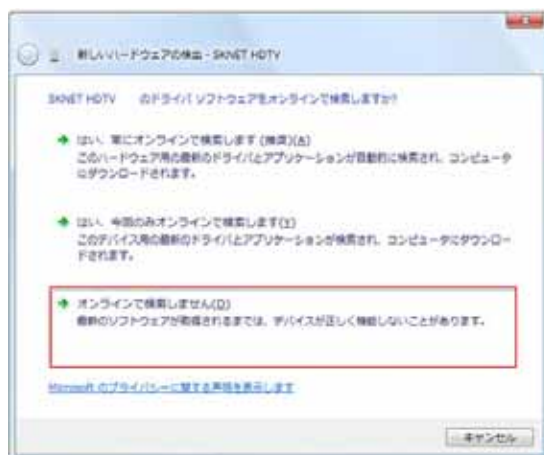 新しいハードウェアの検出 - SKNET HDTV
SKNET HDTV のドライバ ソフトウェアをオンラインで検索しますか?
はい、常にオンラインで検索します (推奨)(A)
このハードウェア用の最新のドライバとアプリケーションが自動的に検索され、コンピュータ
にダウンロードされます。
はい、今回のみオンラインで検索します(Y)
このデバイス用の最新のドライバとアプリケーションが検索され、コンピュータにダウンロー
ドされます。
オンラインで検索しません(D)
最新のソフトウェアが取得されるまでは、デバイスが正しく機能しないことがあります。
Microsoft のプライバシーに関する声明を表示します
キャンセル